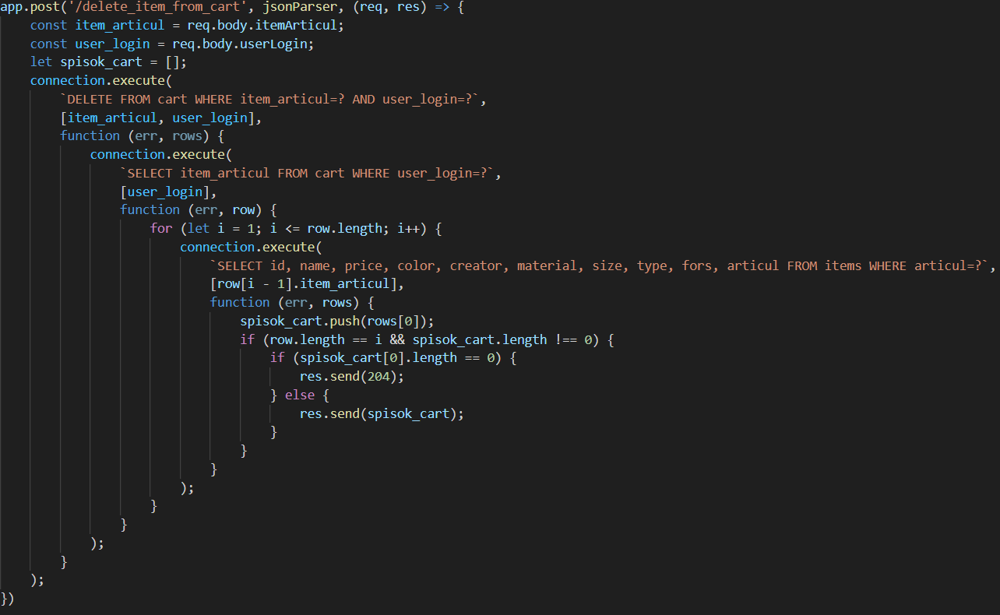 app.post('/delete_item_from_cart', jsonParser, (req, res) => {
    const item_articul = req.body.itemArticul;
    const user_login = req.body.userLogin;
    let spisok_cart = [];
    connection.execute(
        `DELETE FROM cart WHERE item_articul=? AND user_login=?`,
        [item_articul, user_login],
        function (err, rows) {
            connection.execute(
                `SELECT item_articul FROM cart WHERE user_login=?`,
                [user_login],
                function (err, row) {
                    for (let i = 1; i <= row.length; i++) {
                        connection.execute(
                            `SELECT id, name, price, color, creator, material, size, type, fors, articul FROM items WHERE articul=?`,
                            [row[i - 1].item_articul],
                            function (err, rows) {
                                spisok_cart.push(rows[0]);
                                if (row.length == i && spisok_cart.length !== 0) {
                                    if (spisok_cart[0].length == 0) {
                                        res.send(204);
                                    } else {
                                        res.send(spisok_cart);
                                    }
                                }
                            }
                        );
                    }
                }
            );
        }
    );
})